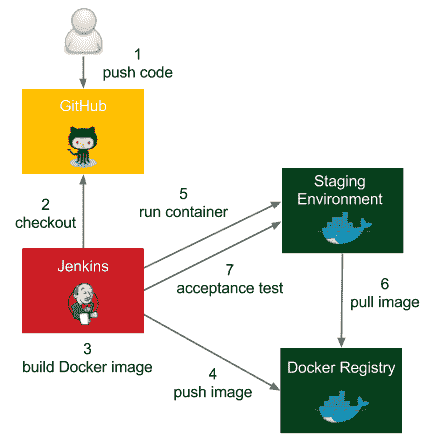 1
push code
GitHub
2
checkout
5
run container
Staging
Environment
Jenkins
7
acceptance test
6
pull image
3
build Docker image
4
push image
Docker Registry